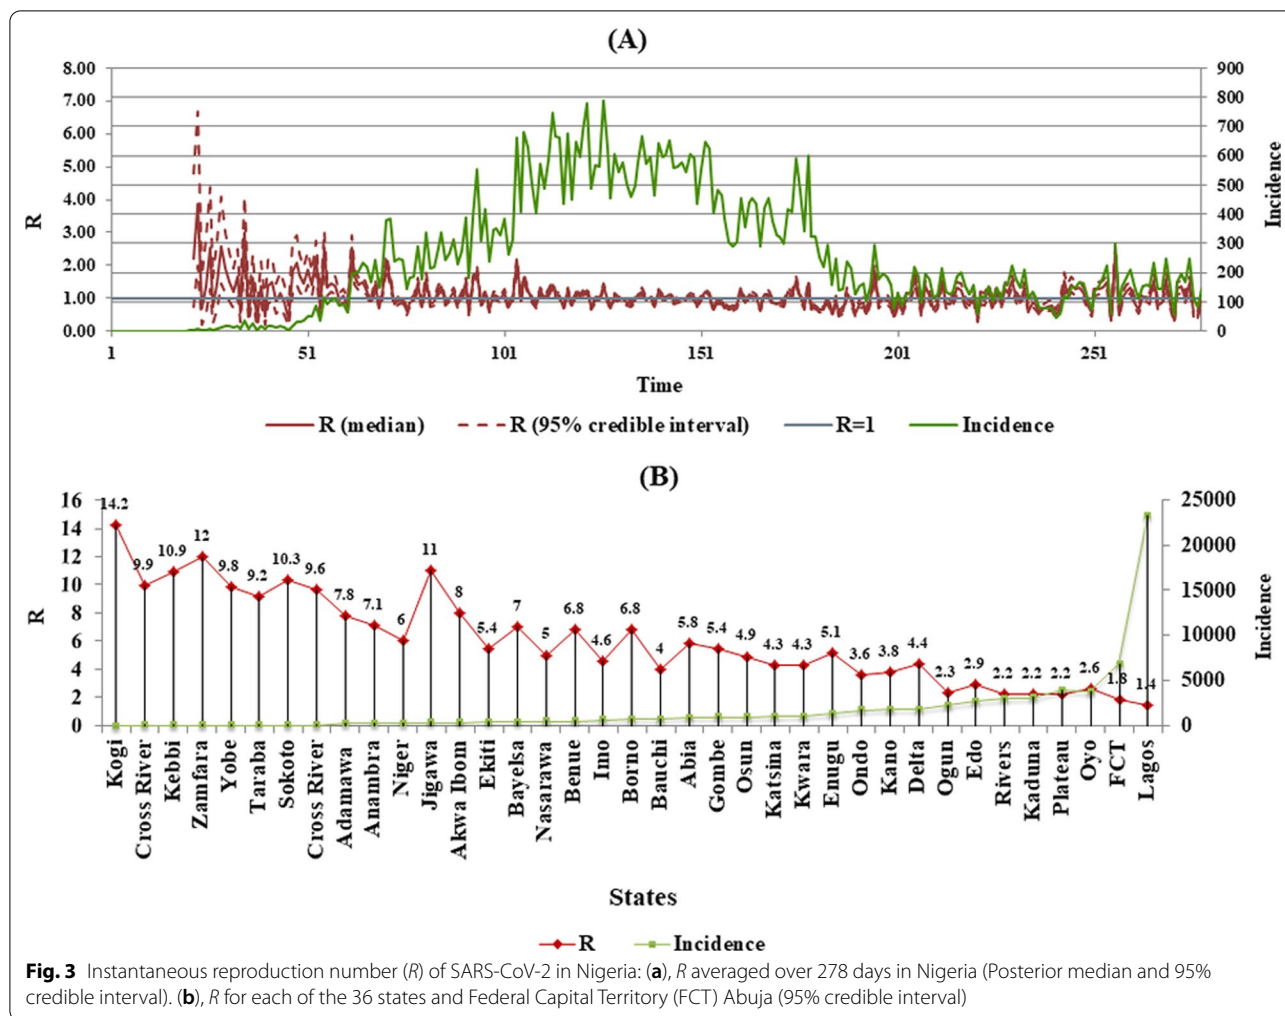 (A)
8.00
7.00
6.00
5.00
4.00
3.00
2.00
1.00
0.00
R
900
800
700
600
500
400
300
200
100
0
Incidence
1 51 101 151 201 251
Time
R (median) R (95% credible interval) R=1 Incidence
(B)
16
14
12
10
8
6
4
2
0
R
14.2 9.9 10.9 12 9.8 9.2 10.3 9.6 7.8 7.1 6 11 8 5.4 7 5 6.8 4.6 6.8 4 5.8 5.4 4.9 4.3 4.3 5.1 3.6 3.8 4.4 2.3 2.9 2.2 2.2 2.2 2.6 1.8 1.4
25000
20000
15000
10000
5000
0
Incidence
Kogi
Cross River
Kebbi
Zamfara
Yobe
Taraba
Sokoto
Cross River
Adamawa
Anambra
Niger
Jigawa
Akwa Ibom
Ekiti
Bayelsa
Nasarawa
Benue
Imo
Borno
Bauchi
Abia
Gombe
Osun
Katsina
Kwara
Enugu
Ondo
Kano
Delta
Ogun
Edo
Rivers
Kaduna
Plateau
Oyo
FCT
Lagos
States
R Incidence
Fig. 3 Instantaneous reproduction number (R) of SARS-CoV-2 in Nigeria: (a), R averaged over 278 days in Nigeria (Posterior median and 95%
credible interval). (b), R for each of the 36 states and Federal Capital Territory (FCT) Abuja (95% credible interval)